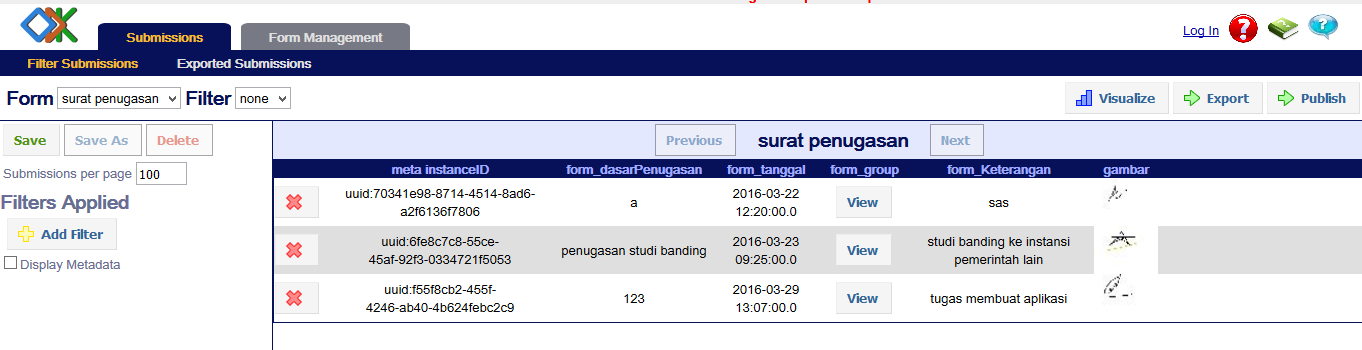 Submissions
Form Management
Log In
Filter Submissions
Exported Submissions
Form surat penugasan Filter none
Visualize
Export
Publish
Save
Save As
Delete
Submissions per page 100
Filters Applied
Add Filter
Display Metadata
Previous
surat penugasan
Next
meta instanceID form_dasarPenugasan form_tanggal form_group form_Keterangan gambar
uuid:70341e98-8714-4514-8ad6-
a2f6136f7806
a
2016-03-22
12:20:00.0
View
sas
uuid:6fe8c7c8-55ce-
45af-92f3-0334721f5053
penugasan studi banding
2016-03-23
09:25:00.0
View
studi banding ke instansi
pemerintah lain
uuid:f55f8cb2-455f-
4246-ab40-4b624febc2c9
123
2016-03-29
13:07:00.0
View
tugas membuat aplikasi